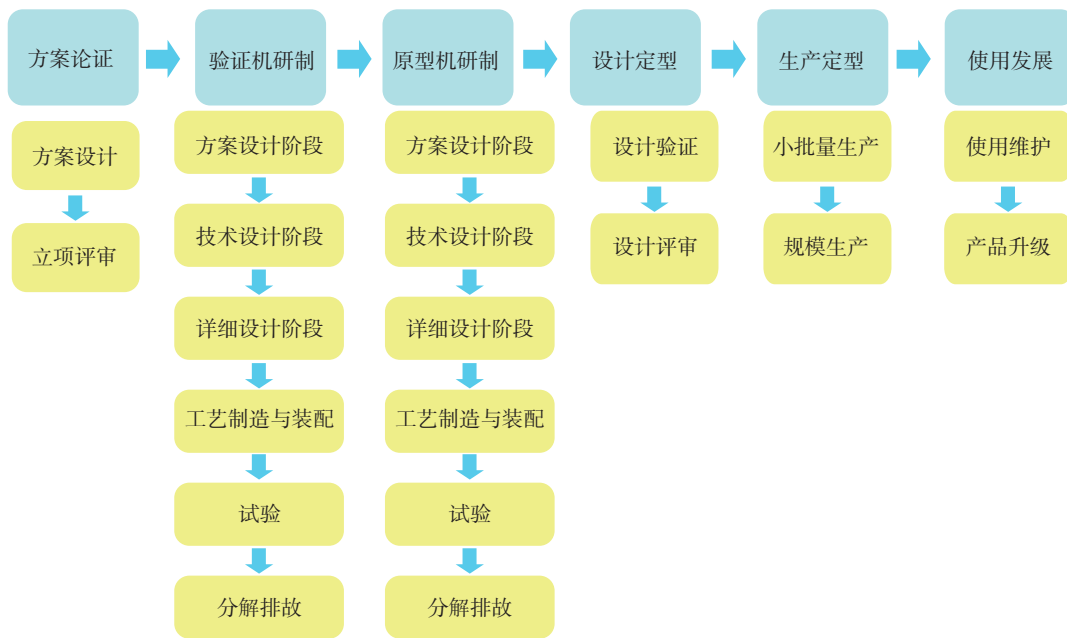 方案论证
验证机研制
原型机研制
设计定型
生产定型
使用发展
方案设计
立项评审
方案设计阶段
技术设计阶段
详细设计阶段
工艺制造与装配
试验
分解排故
方案设计阶段
技术设计阶段
详细设计阶段
工艺制造与装配
试验
分解排故
设计验证
设计评审
小批量生产
规模生产
使用维护
产品升级